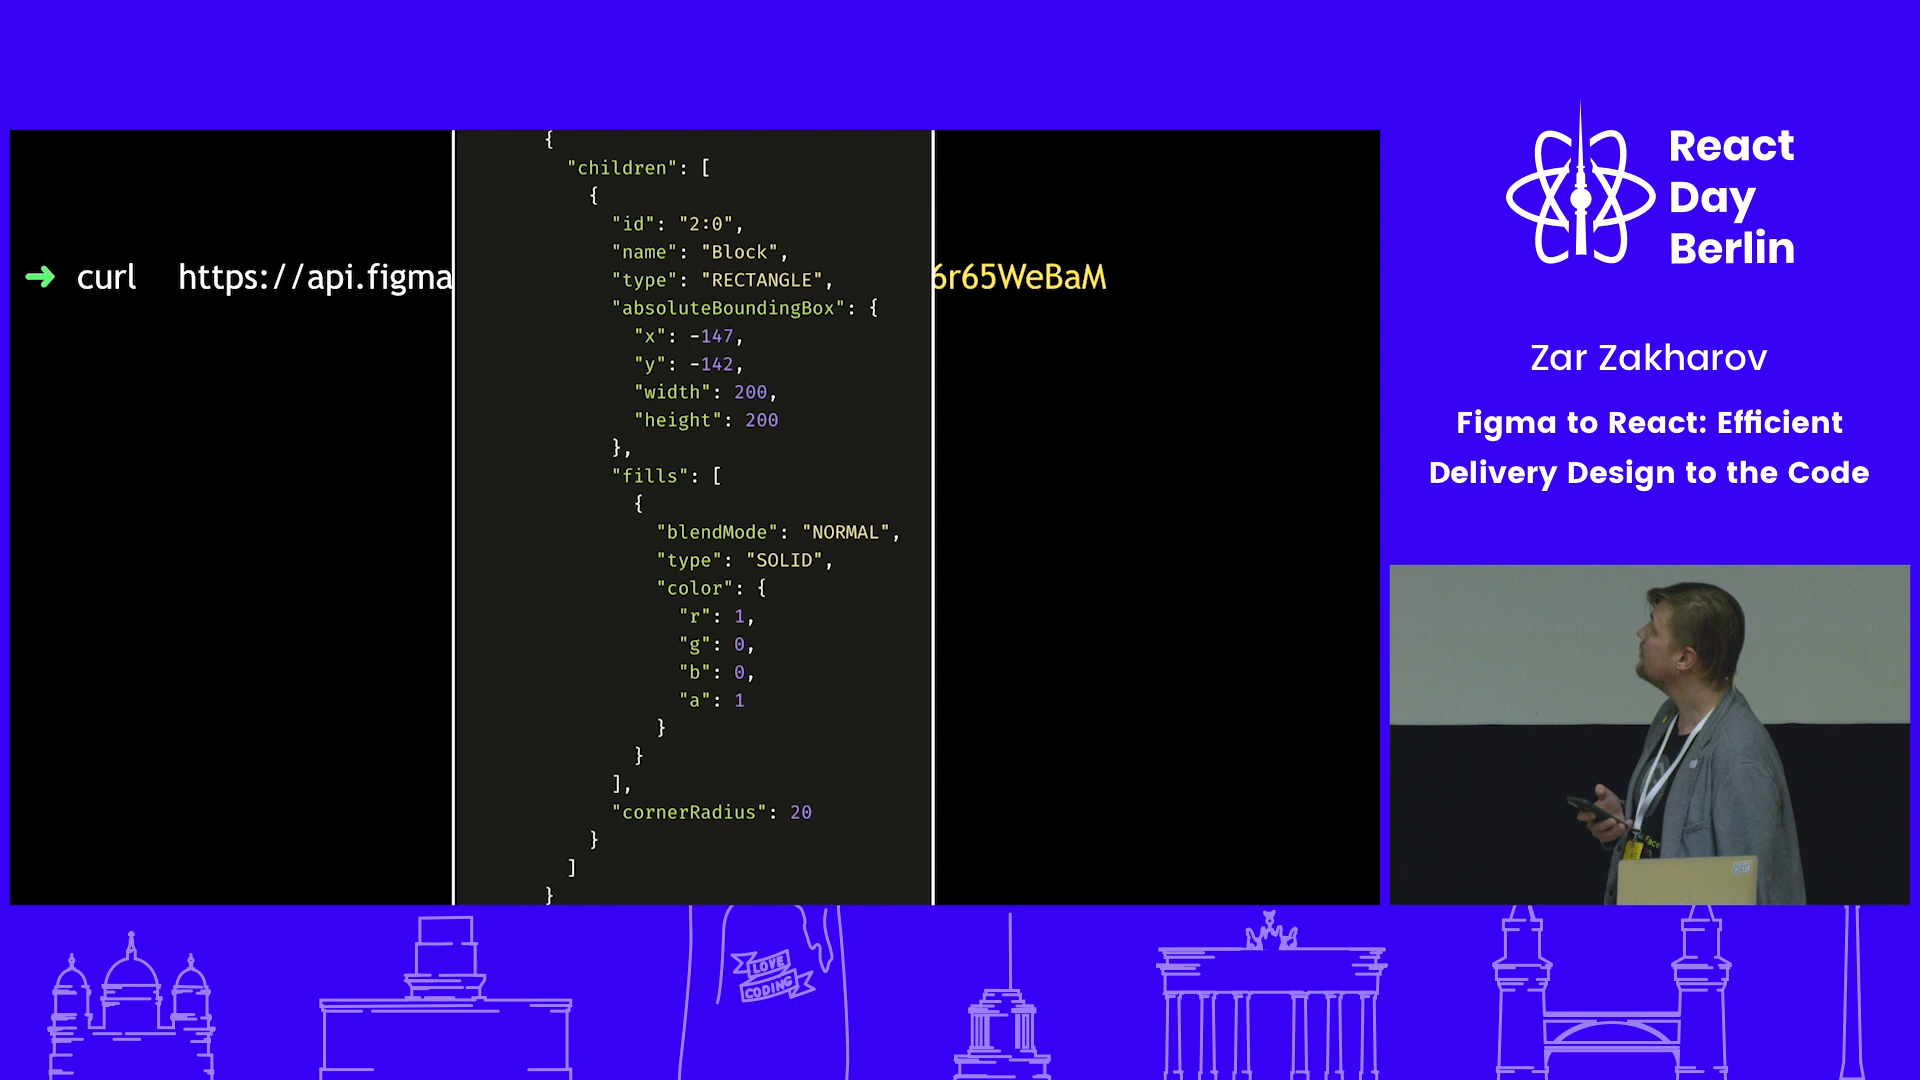 {
"children": [
{
"id": "2:0",
"name": "Block",
"type": "RECTANGLE",
"absoluteBoundingBox": {
"x": -147,
"y": -142,
"width": 200,
"height": 200
},
"fills": [
{
"blendMode": "NORMAL",
"type": "SOLID",
"color": {
"r": 1,
"g": 0,
"b": 0,
"a": 1
}
}
],
"cornerRadius": 20
}
]
}
➜ curl https://api.figma
6r65WeBaM
React
Day
Berlin
Zar Zakharov
Figma to React: Efficient
Delivery Design to the Code
LOVE
CODING